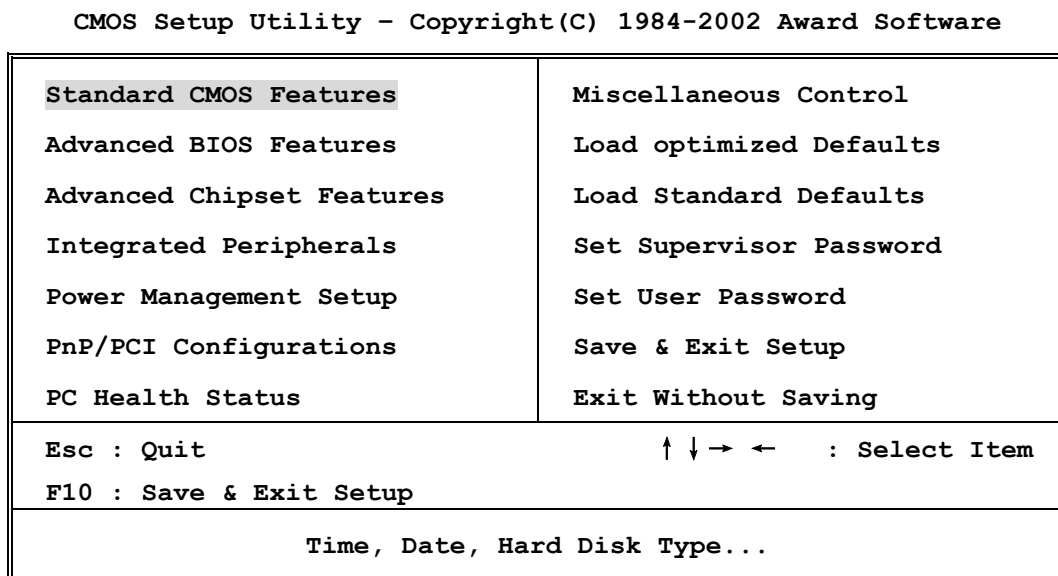 CMOS Setup Utility – Copyright(C) 1984-2002 Award Software
Standard CMOS Features
Advanced BIOS Features
Advanced Chipset Features
Integrated Peripherals
Power Management Setup
PnP/PCI Configurations
PC Health Status
Miscellaneous Control
Load optimized Defaults
Load Standard Defaults
Set Supervisor Password
Set User Password
Save & Exit Setup
Exit Without Saving
Esc : Quit
↑ ↓ → ← : Select Item
F10 : Save & Exit Setup
Time, Date, Hard Disk Type...